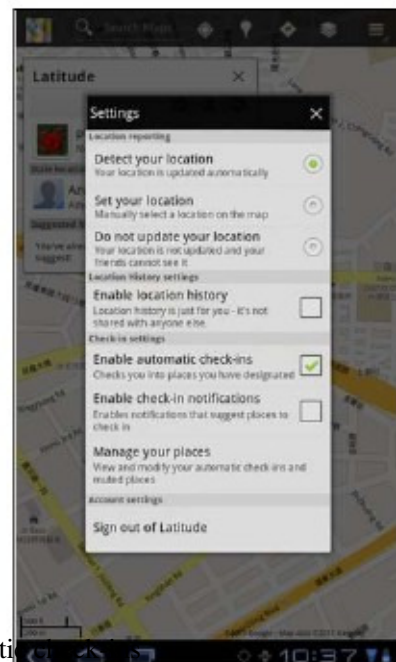 Search Maps
Latitude
Settings
Location reporting
Detect your location
Your location is updated automatically
Set your location
Manually select a location on the map
Do not update your location
Your location is not updated and your
friends cannot see it
Location History settings
Enable location history
Location history is just for you - it's not
shared with anyone else.
Check-in settings
Enable automatic check-ins
Checks you into places you have designated
Enable check-in notifications
Enables notifications that suggest places to
check in
Manage your places
View and modify your automatic check-ins and
muted places
Account settings
Sign out of Latitude
10:37